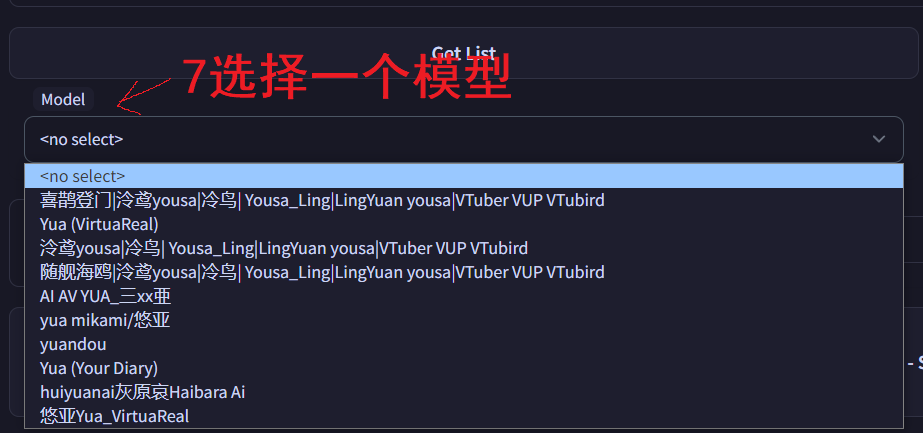 Get List
7选择一个模型
Model
<no select>
<no select>
喜鹊登门|泠鸢yousa|冷鸟| Yousa_Ling|LingYuan yousa|VTuber VUP VTubird
Yua (VirtuaReal)
泠鸢yousa|冷鸟| Yousa_Ling|LingYuan yousa|VTuber VUP VTubird
随舰海鸥|泠鸢yousa|冷鸟| Yousa_Ling|LingYuan yousa|VTuber VUP VTubird
AI AV YUA_三xx亜
yua mikami/悠亚
yuandou
Yua (Your Diary)
huiyuanai灰原哀Haibara Ai
悠亚Yua_VirtuaReal